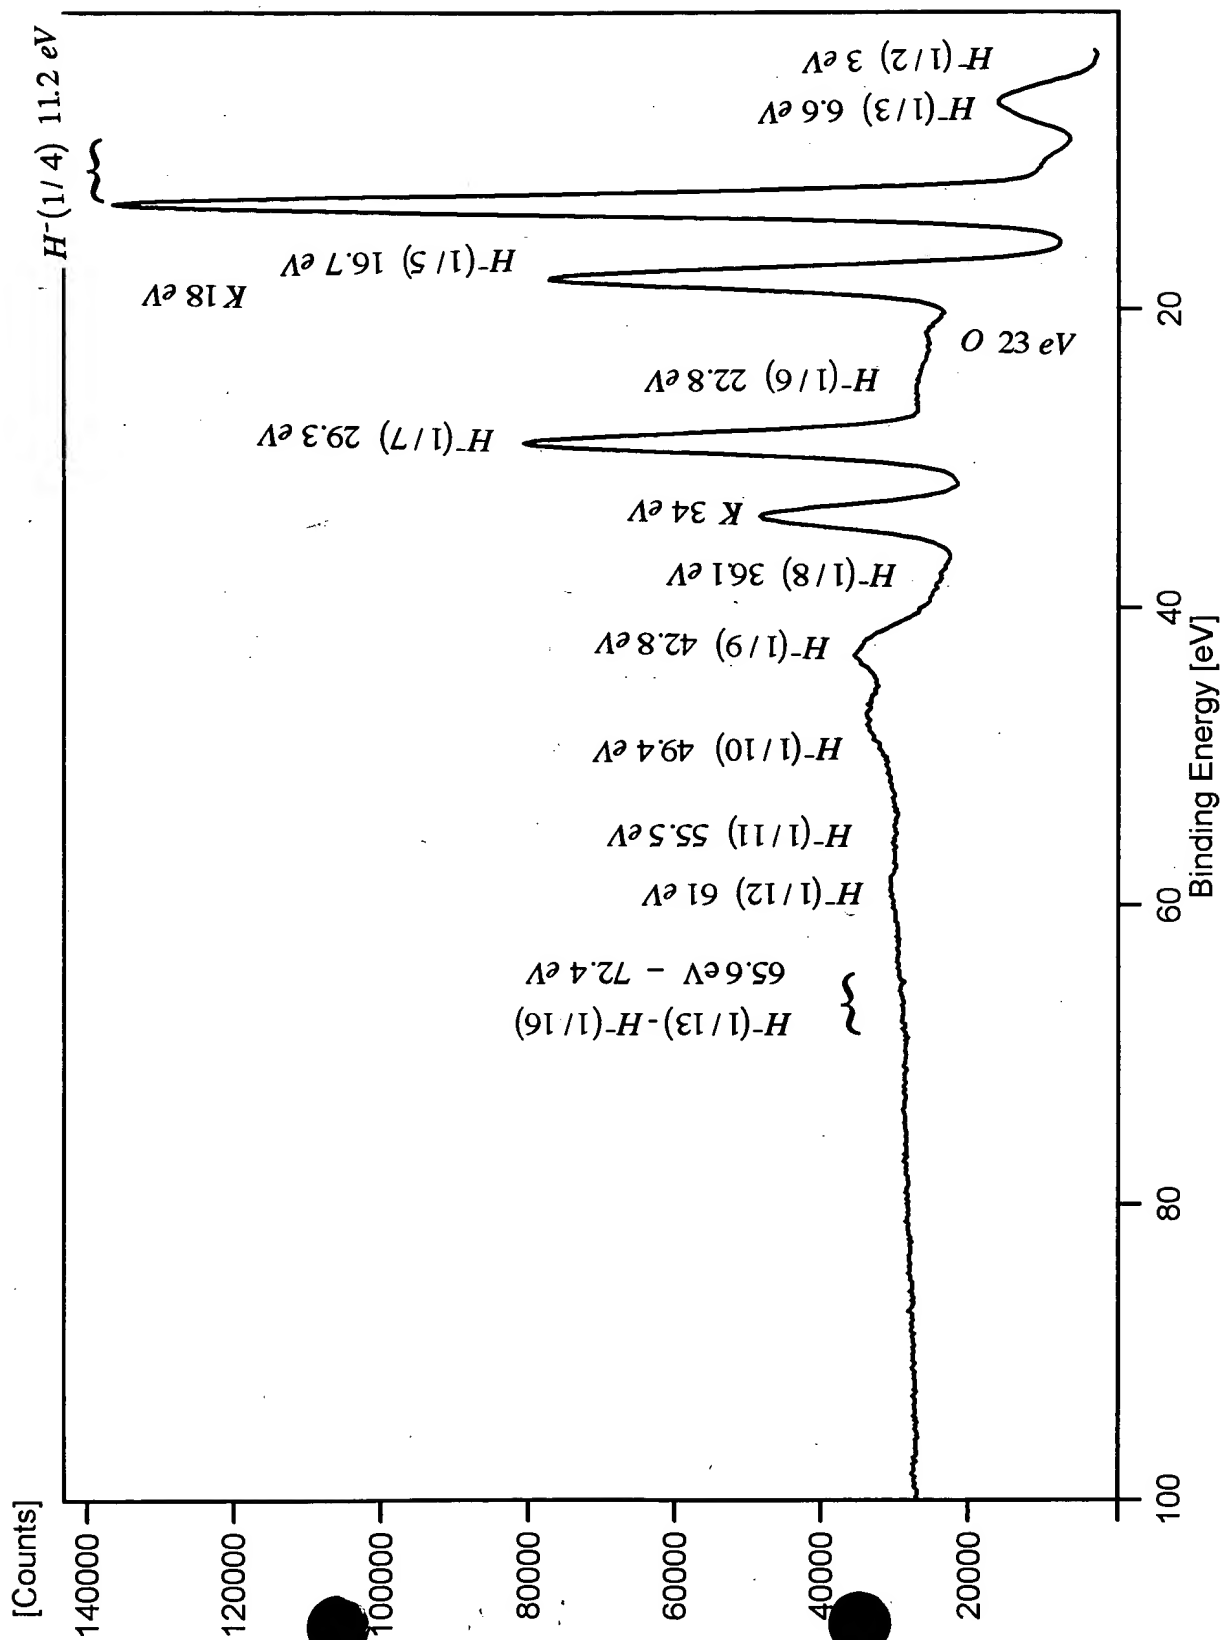 [Counts]
140000
120000
100000
80000
60000
40000
20000
H⁻(1/4) 11.2 eV
H⁻(1/2) 3 eV
H⁻(1/3) 6.6 eV
H⁻(1/5) 16.7 eV
K 18 eV
O 23 eV
H⁻(1/6) 22.8 eV
H⁻(1/7) 29.3 eV
K 34 eV
H⁻(1/8) 36.1 eV
H⁻(1/9) 42.8 eV
H⁻(1/10) 49.4 eV
H⁻(1/11) 55.5 eV
H⁻(1/12) 61 eV
H⁻(1/13) - H⁻(1/16)
65.6 eV – 72.4 eV
100
80
60
40
20
Binding Energy [eV]